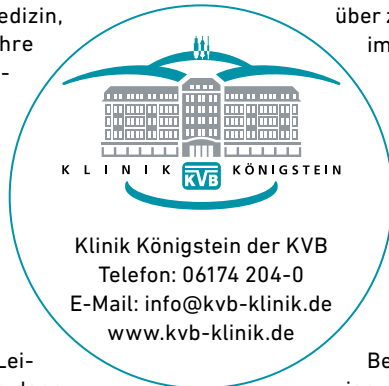 edizin,
hre
-
über z
im
KLINIK KVB KÖNIGSTEIN
Klinik Königstein der KVB
Telefon: 06174 204-0
E-Mail: info@kvb-klinik.de
www.kvb-klinik.de
Lei-
Be